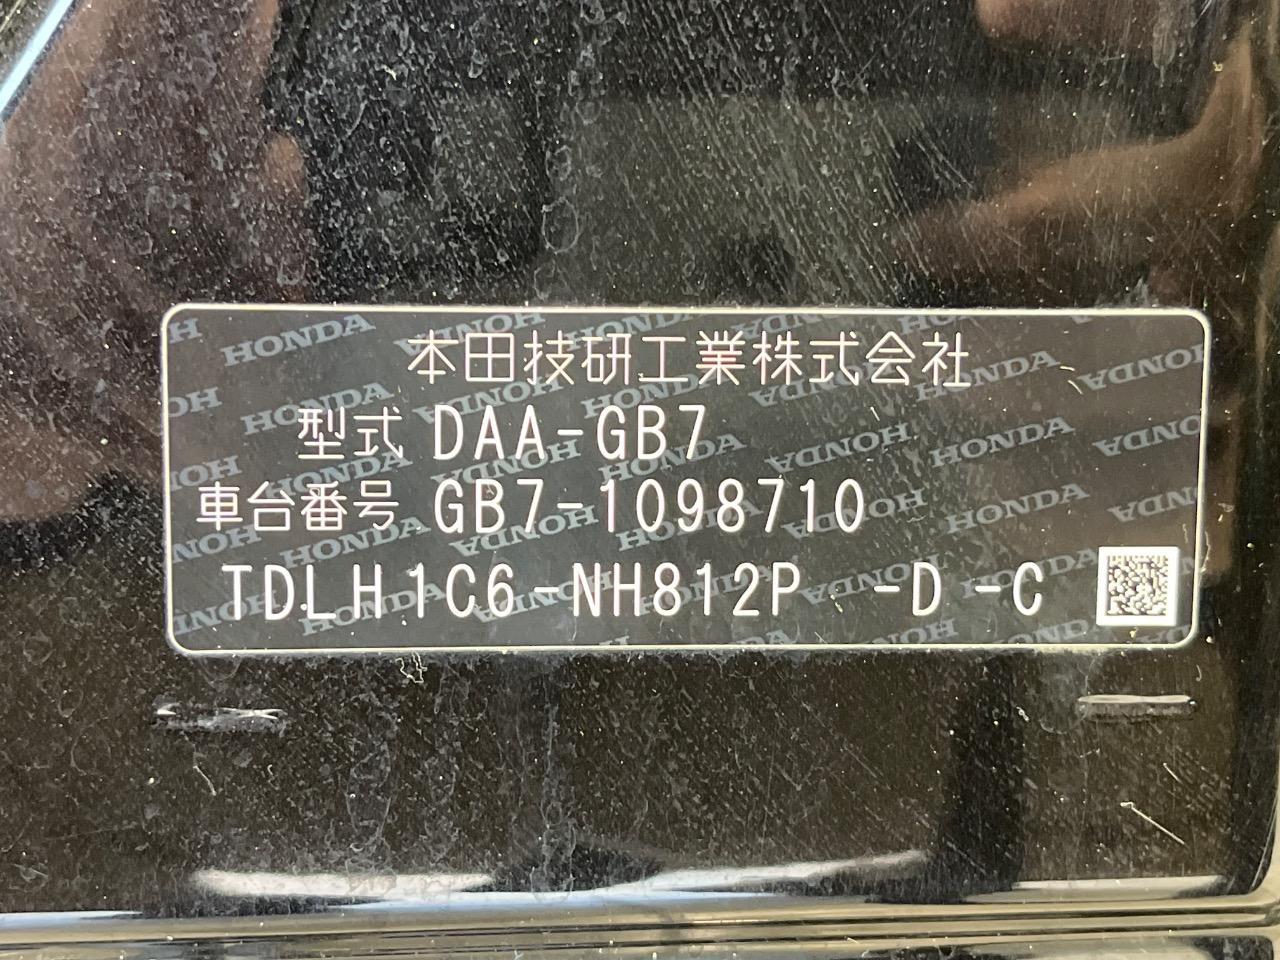 本田技研工業株式会社
型式 DAA-GB7
車台番号 GB7-1098710
TDLH1C6-NH812P -D -C